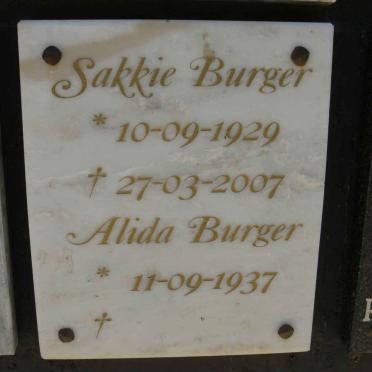 Sakkie Burger
* 10-09-1929
† 27-03-2007
Alida Burger
* 11-09-1937
†